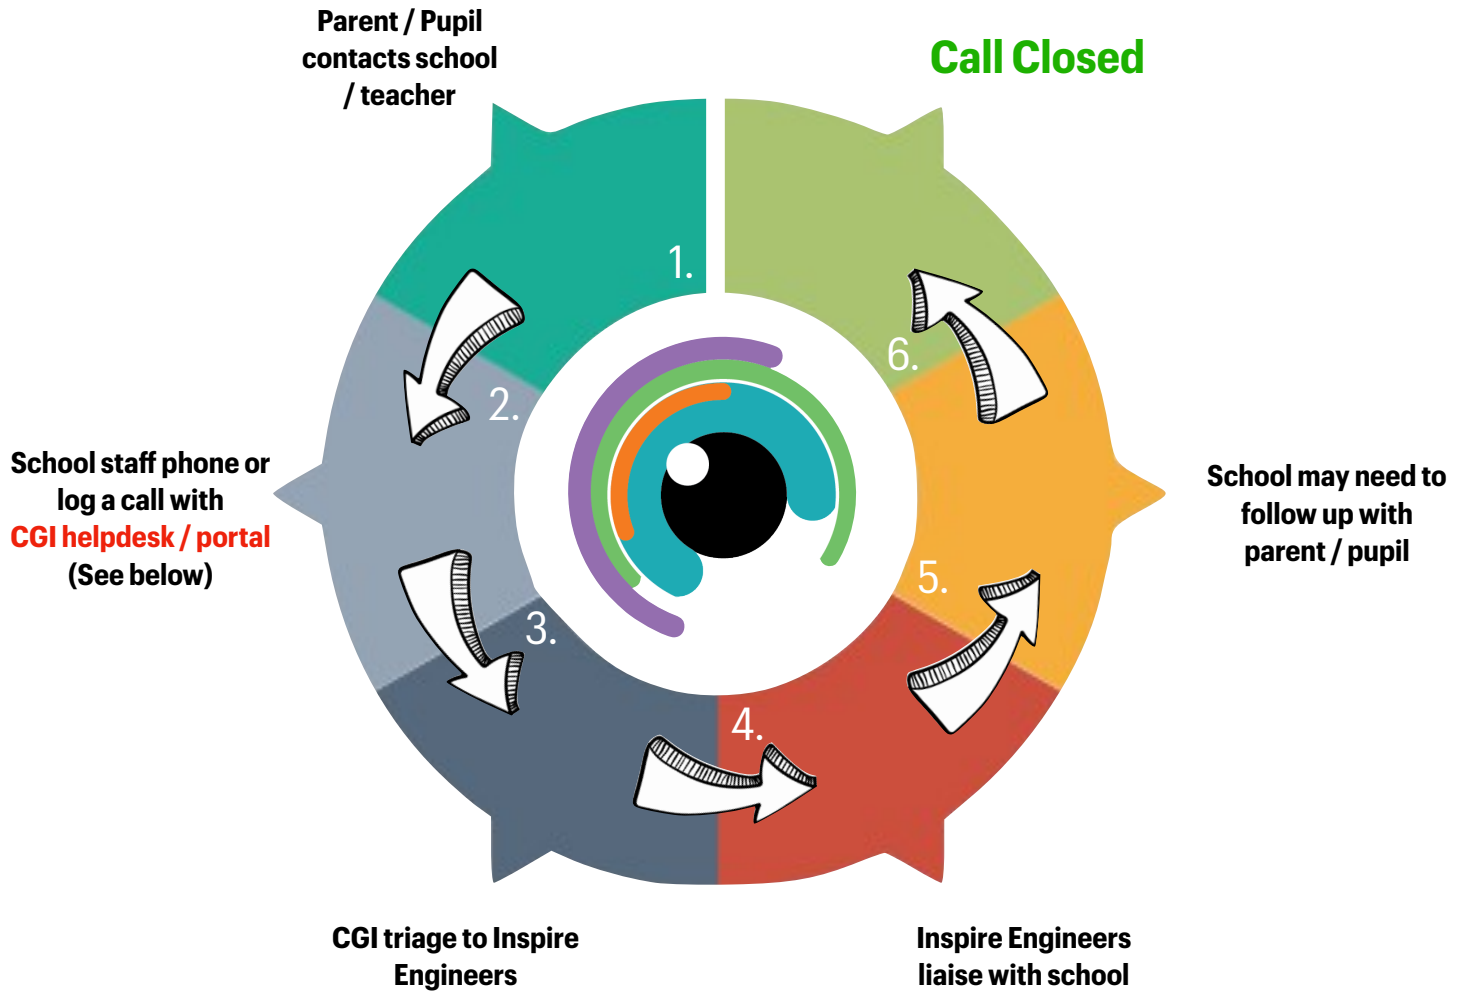 Parent / Pupil
contacts school
/ teacher
Call Closed
1.
2.
3.
4.
5.
6.
School staff phone or
log a call with
CGI helpdesk / portal
(See below)
School may need to
follow up with
parent / pupil
CGI triage to Inspire
Engineers
Inspire Engineers
liaise with school